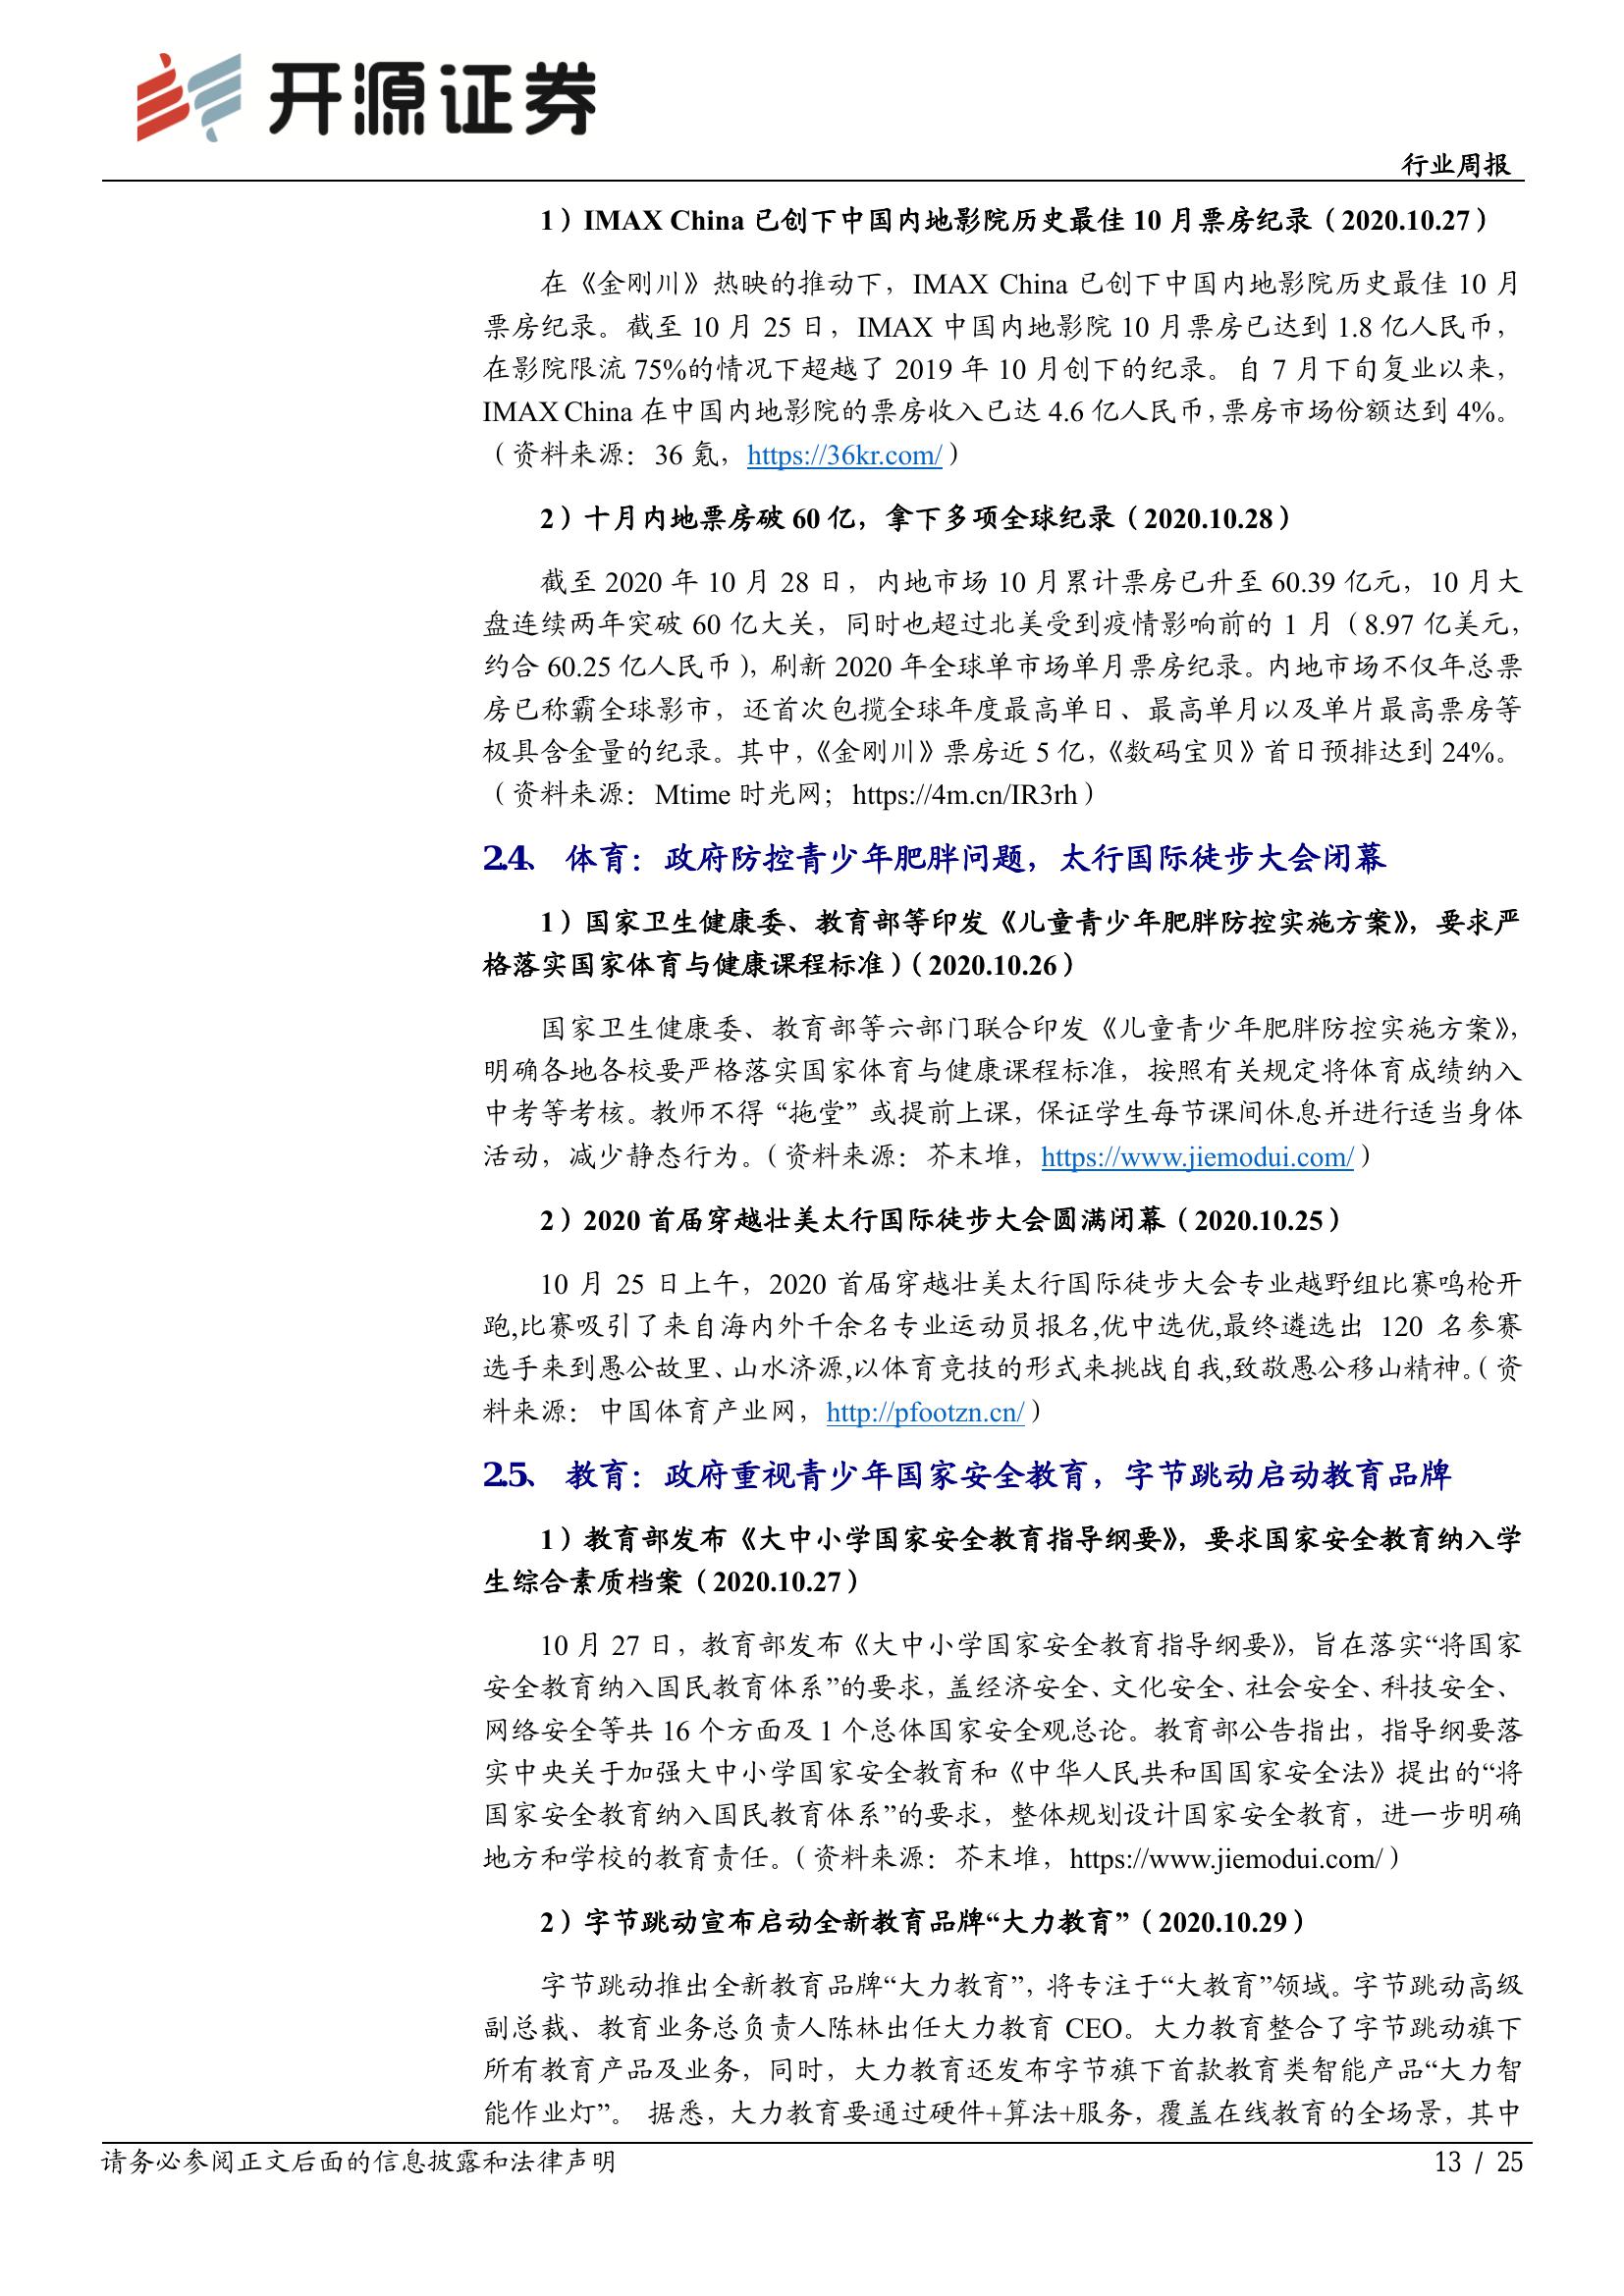 开源证券
行业周报
1）IMAX China 已创下中国内地影院历史最佳 10 月票房纪录（2020.10.27）
在《金刚川》热映的推动下，IMAX China 已创下中国内地影院历史最佳 10 月
票房纪录。截至 10 月 25 日，IMAX 中国内地影院 10 月票房已达到 1.8 亿人民币，
在影院限流 75%的情况下超越了 2019 年 10 月创下的纪录。自 7 月下旬复业以来，
IMAX China 在中国内地影院的票房收入已达 4.6 亿人民币，票房市场份额达到 4%。
（资料来源：36 氪，https://36kr.com/）
2）十月内地票房破 60 亿，拿下多项全球纪录（2020.10.28）
截至 2020 年 10 月 28 日，内地市场 10 月累计票房已升至 60.39 亿元，10 月大
盘连续两年突破 60 亿大关，同时也超过北美受到疫情影响前的 1 月（8.97 亿美元，
约合 60.25 亿人民币），刷新 2020 年全球单市场单月票房纪录。内地市场不仅年总票
房已称霸全球影市，还首次包揽全球年度最高单日、最高单月以及单片最高票房等
极具含金量的纪录。其中，《金刚川》票房近 5 亿，《数码宝贝》首日预排达到 24%。
（资料来源：Mtime 时光网；https://4m.cn/IR3rh）
2.4、 体育：政府防控青少年肥胖问题，太行国际徒步大会闭幕
1）国家卫生健康委、教育部等印发《儿童青少年肥胖防控实施方案》，要求严
格落实国家体育与健康课程标准）（2020.10.26）
国家卫生健康委、教育部等六部门联合印发《儿童青少年肥胖防控实施方案》，
明确各地各校要严格落实国家体育与健康课程标准，按照有关规定将体育成绩纳入
中考等考核。教师不得“拖堂”或提前上课，保证学生每节课间休息并进行适当身体
活动，减少静态行为。（资料来源：芥末堆，https://www.jiemodui.com/）
2）2020 首届穿越壮美太行国际徒步大会圆满闭幕（2020.10.25）
10 月 25 日上午，2020 首届穿越壮美太行国际徒步大会专业越野组比赛鸣枪开
跑,比赛吸引了来自海内外千余名专业运动员报名,优中选优,最终遴选出 120 名参赛
选手来到愚公故里、山水济源,以体育竞技的形式来挑战自我,致敬愚公移山精神。（资
料来源：中国体育产业网，http://pfootzn.cn/）
2.5、 教育：政府重视青少年国家安全教育，字节跳动启动教育品牌
1）教育部发布《大中小学国家安全教育指导纲要》，要求国家安全教育纳入学
生综合素质档案（2020.10.27）
10 月 27 日，教育部发布《大中小学国家安全教育指导纲要》，旨在落实“将国家
安全教育纳入国民教育体系”的要求，盖经济安全、文化安全、社会安全、科技安全、
网络安全等共 16 个方面及 1 个总体国家安全观总论。教育部公告指出，指导纲要落
实中央关于加强大中小学国家安全教育和《中华人民共和国国家安全法》提出的“将
国家安全教育纳入国民教育体系”的要求，整体规划设计国家安全教育，进一步明确
地方和学校的教育责任。（资料来源：芥末堆，https://www.jiemodui.com/）
2）字节跳动宣布启动全新教育品牌“大力教育”（2020.10.29）
字节跳动推出全新教育品牌“大力教育”，将专注于“大教育”领域。字节跳动高级
副总裁、教育业务总负责人陈林出任大力教育 CEO。大力教育整合了字节跳动旗下
所有教育产品及业务，同时，大力教育还发布字节旗下首款教育类智能产品“大力智
能作业灯”。 据悉，大力教育要通过硬件+算法+服务，覆盖在线教育的全场景，其中
请务必参阅正文后面的信息披露和法律声明
13 / 25